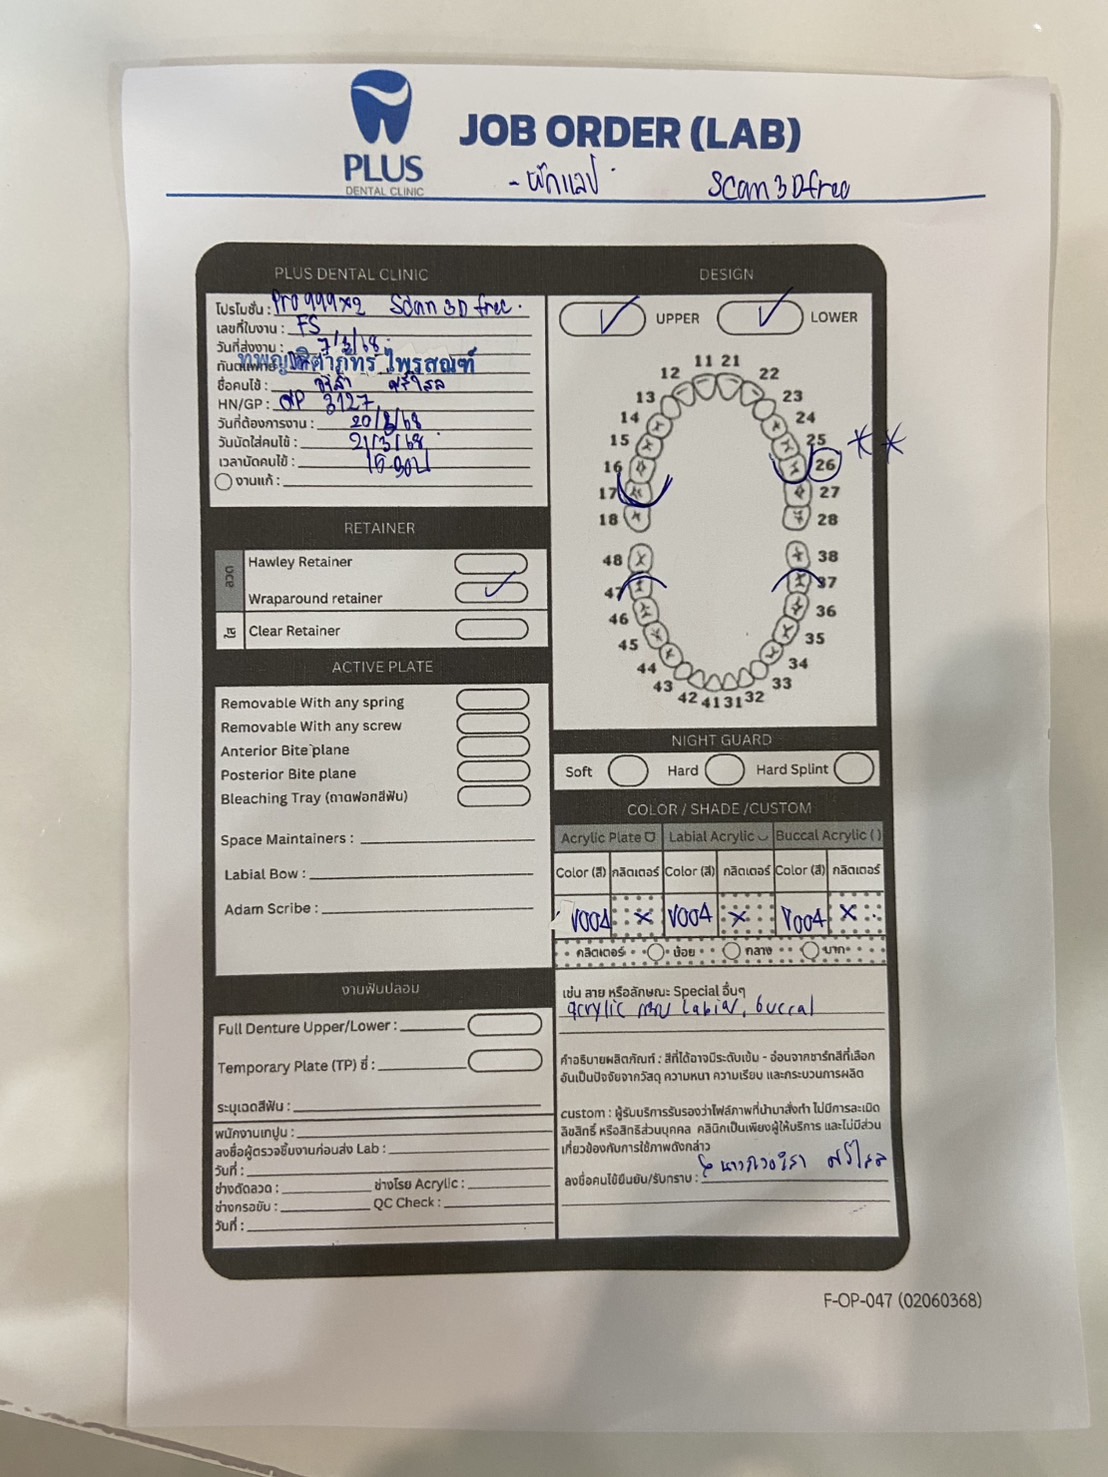 PLUS
DENTAL CLINIC
JOB ORDER (LAB)
Scan 3D free
PLUS DENTAL CLINIC
โปรโมชั่น : Pro 999x2 Scan 3D free.
เลขที่ใบงาน : FS
วันที่ส่งงาน : 7/3/68
ทันตแพทย์
ชื่อคนไข้ :
HN/GP : 3127
วันที่ต้องการงาน : 20/3/68
วันนัดใส่คนไข้ : 21/3/68
เวลานัดคนไข้ :
งานแก้ :
DESIGN
UPPER
LOWER
11 21
12 22
13 23
14 24
15 25
16 26
17 27
18 28
48 38
47 37
46 36
45 35
44 34
43 33
42 41 31 32
RETAINER
ลวด
Hawley Retainer
Wraparound retainer
ใส
Clear Retainer
ACTIVE PLATE
Removable With any spring
Removable With any screw
Anterior Bite plane
Posterior Bite plane
Bleaching Tray (ถาดฟอกสีฟัน)
Space Maintainers :
Labial Bow :
Adam Scribe :
NIGHT GUARD
Soft Hard Hard Splint
COLOR / SHADE /CUSTOM
Acrylic Plate Labial Acrylic Buccal Acrylic ( )
Color (สี) กลิตเตอร์ Color (สี) กลิตเตอร์ Color (สี) กลิตเตอร์
V004 × V004 × V004 ×
กลิตเตอร์ น้อย กลาง มาก
เช่น ลาย หรือลักษณะ Special อื่นๆ
acrylic labial, buccal
คำอธิบายผลิตภัณฑ์ : สีที่ได้อาจมีระดับเข้ม - อ่อนจากชาร์ทสีที่เลือก
อันเป็นปัจจัยจากวัสดุ ความหนา ความเรียบ และกระบวนการผลิต
custom : ผู้รับบริการรับรองว่าไฟล์ภาพที่นำมาสั่งทำ ไม่มีการละเมิด
ลิขสิทธิ์ หรือสิทธิส่วนบุคคล คลินิกเป็นเพียงผู้ให้บริการ และไม่มีส่วน
เกี่ยวข้องกับการใช้ภาพดังกล่าว
ลงชื่อคนไข้ยืนยัน/รับทราบ :
งานฟันปลอม
Full Denture Upper/Lower :
Temporary Plate (TP) ซี่ :
ระบุเฉดสีฟัน :
พนักงานเทปูน :
ลงชื่อผู้ตรวจชิ้นงานก่อนส่ง Lab :
วันที่ :
ช่างดัดลวด : ช่างโรย Acrylic :
ช่างกรอขัด : QC Check :
วันที่ :
F-OP-047 (02060368)